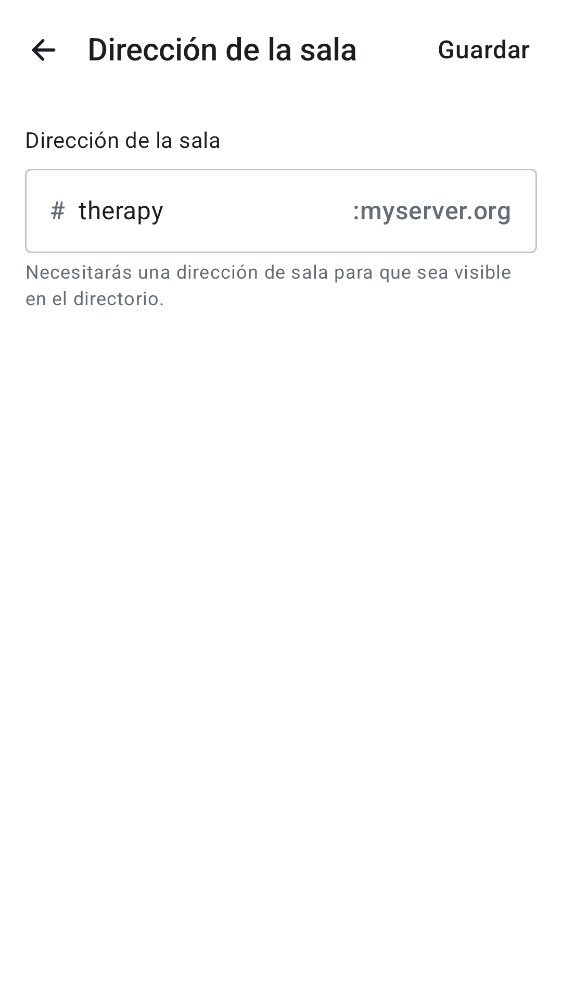 Dirección de la sala
Guardar
Dirección de la sala
# therapy :myserver.org
Necesitarás una dirección de sala para que sea visible
en el directorio.